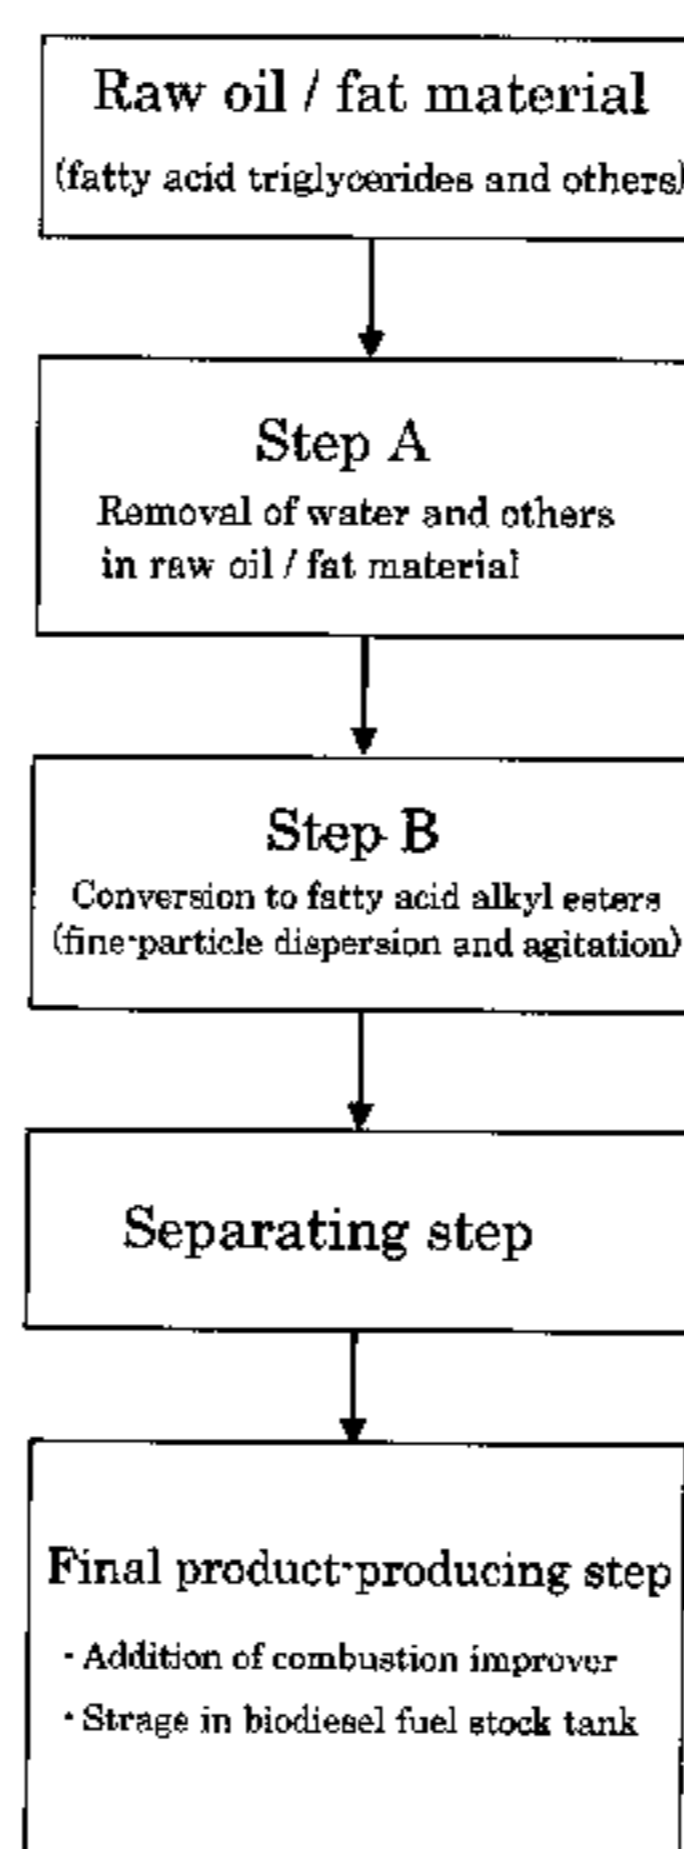 Raw oil / fat material
(fatty acid triglycerides and others)
Step A
Removal of water and others
in raw oil / fat material
Step B
Conversion to fatty acid alkyl esters
(fine-particle dispersion and agitation)
Separating step
Final product-producing step
- Addition of combustion improver
· Strage in biodiesel fuel stock tank